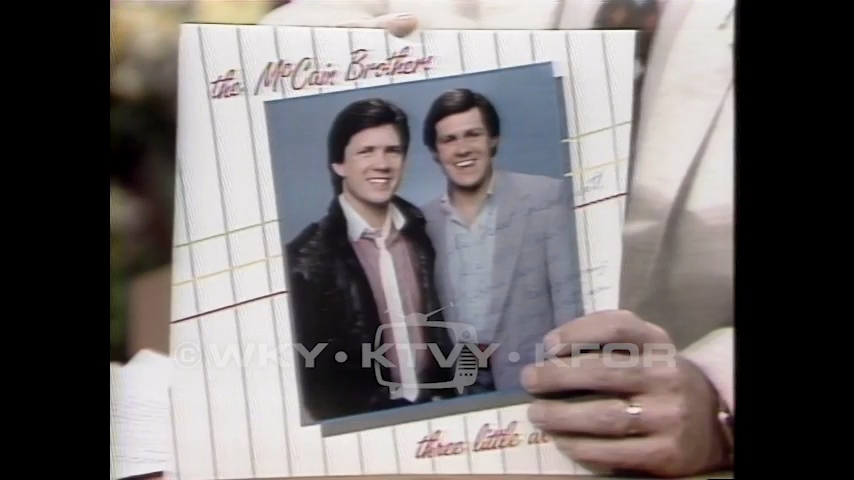 the McCain Brothers
© WKY • KTVY • KFOR
three little